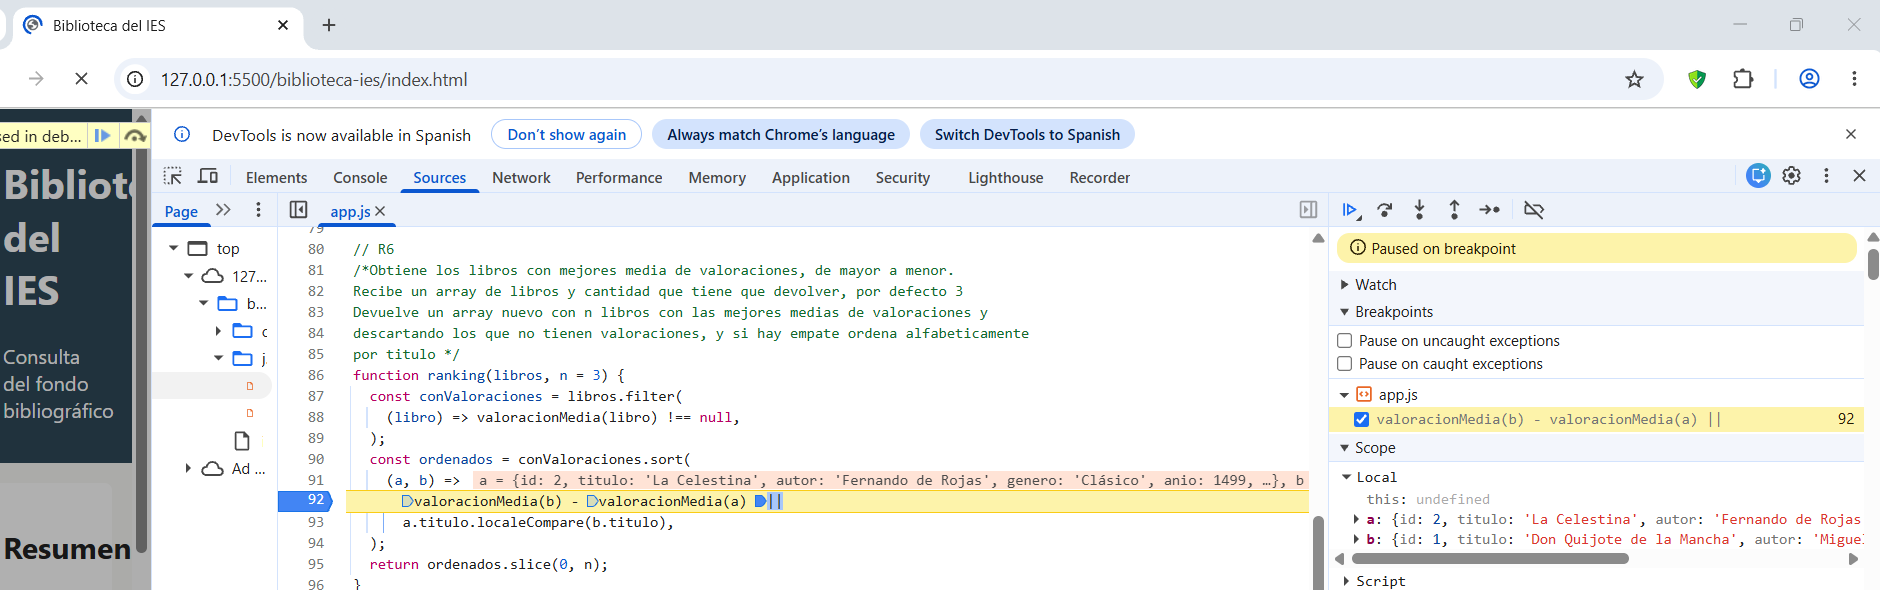 Biblioteca del IES
127.0.0.1:5500/biblioteca-ies/index.html
sed in deb...
DevTools is now available in Spanish
Don't show again
Always match Chrome's language
Switch DevTools to Spanish
Elements Console Sources Network Performance Memory Application Security Lighthouse Recorder
Page
app.js
Bibliote
del
IES
Consulta
del fondo
bibliográfico
Resumen
top
127...
b...
c
j
Ad ...
79
80 // R6
81 /*Obtiene los libros con mejores media de valoraciones, de mayor a menor.
82 Recibe un array de libros y cantidad que tiene que devolver, por defecto 3
83 Devuelve un array nuevo con n libros con las mejores medias de valoraciones y
84 descartando los que no tienen valoraciones, y si hay empate ordena alfabeticamente
85 por titulo */
86 function ranking(libros, n = 3) {
87 const conValoraciones = libros.filter(
88 (libro) => valoracionMedia(libro) !== null,
89 );
90 const ordenados = conValoraciones.sort(
91 (a, b) => a = {id: 2, titulo: 'La Celestina', autor: 'Fernando de Rojas', genero: 'Clásico', anio: 1499, …}, b
92 valoracionMedia(b) - valoracionMedia(a) ||
93 a.titulo.localeCompare(b.titulo),
94 );
95 return ordenados.slice(0, n);
96 }
Paused on breakpoint
Watch
Breakpoints
Pause on uncaught exceptions
Pause on caught exceptions
app.js
valoracionMedia(b) - valoracionMedia(a) || 92
Scope
Local
this: undefined
a: {id: 2, titulo: 'La Celestina', autor: 'Fernando de Rojas
b: {id: 1, titulo: 'Don Quijote de la Mancha', autor: 'Migue
Script